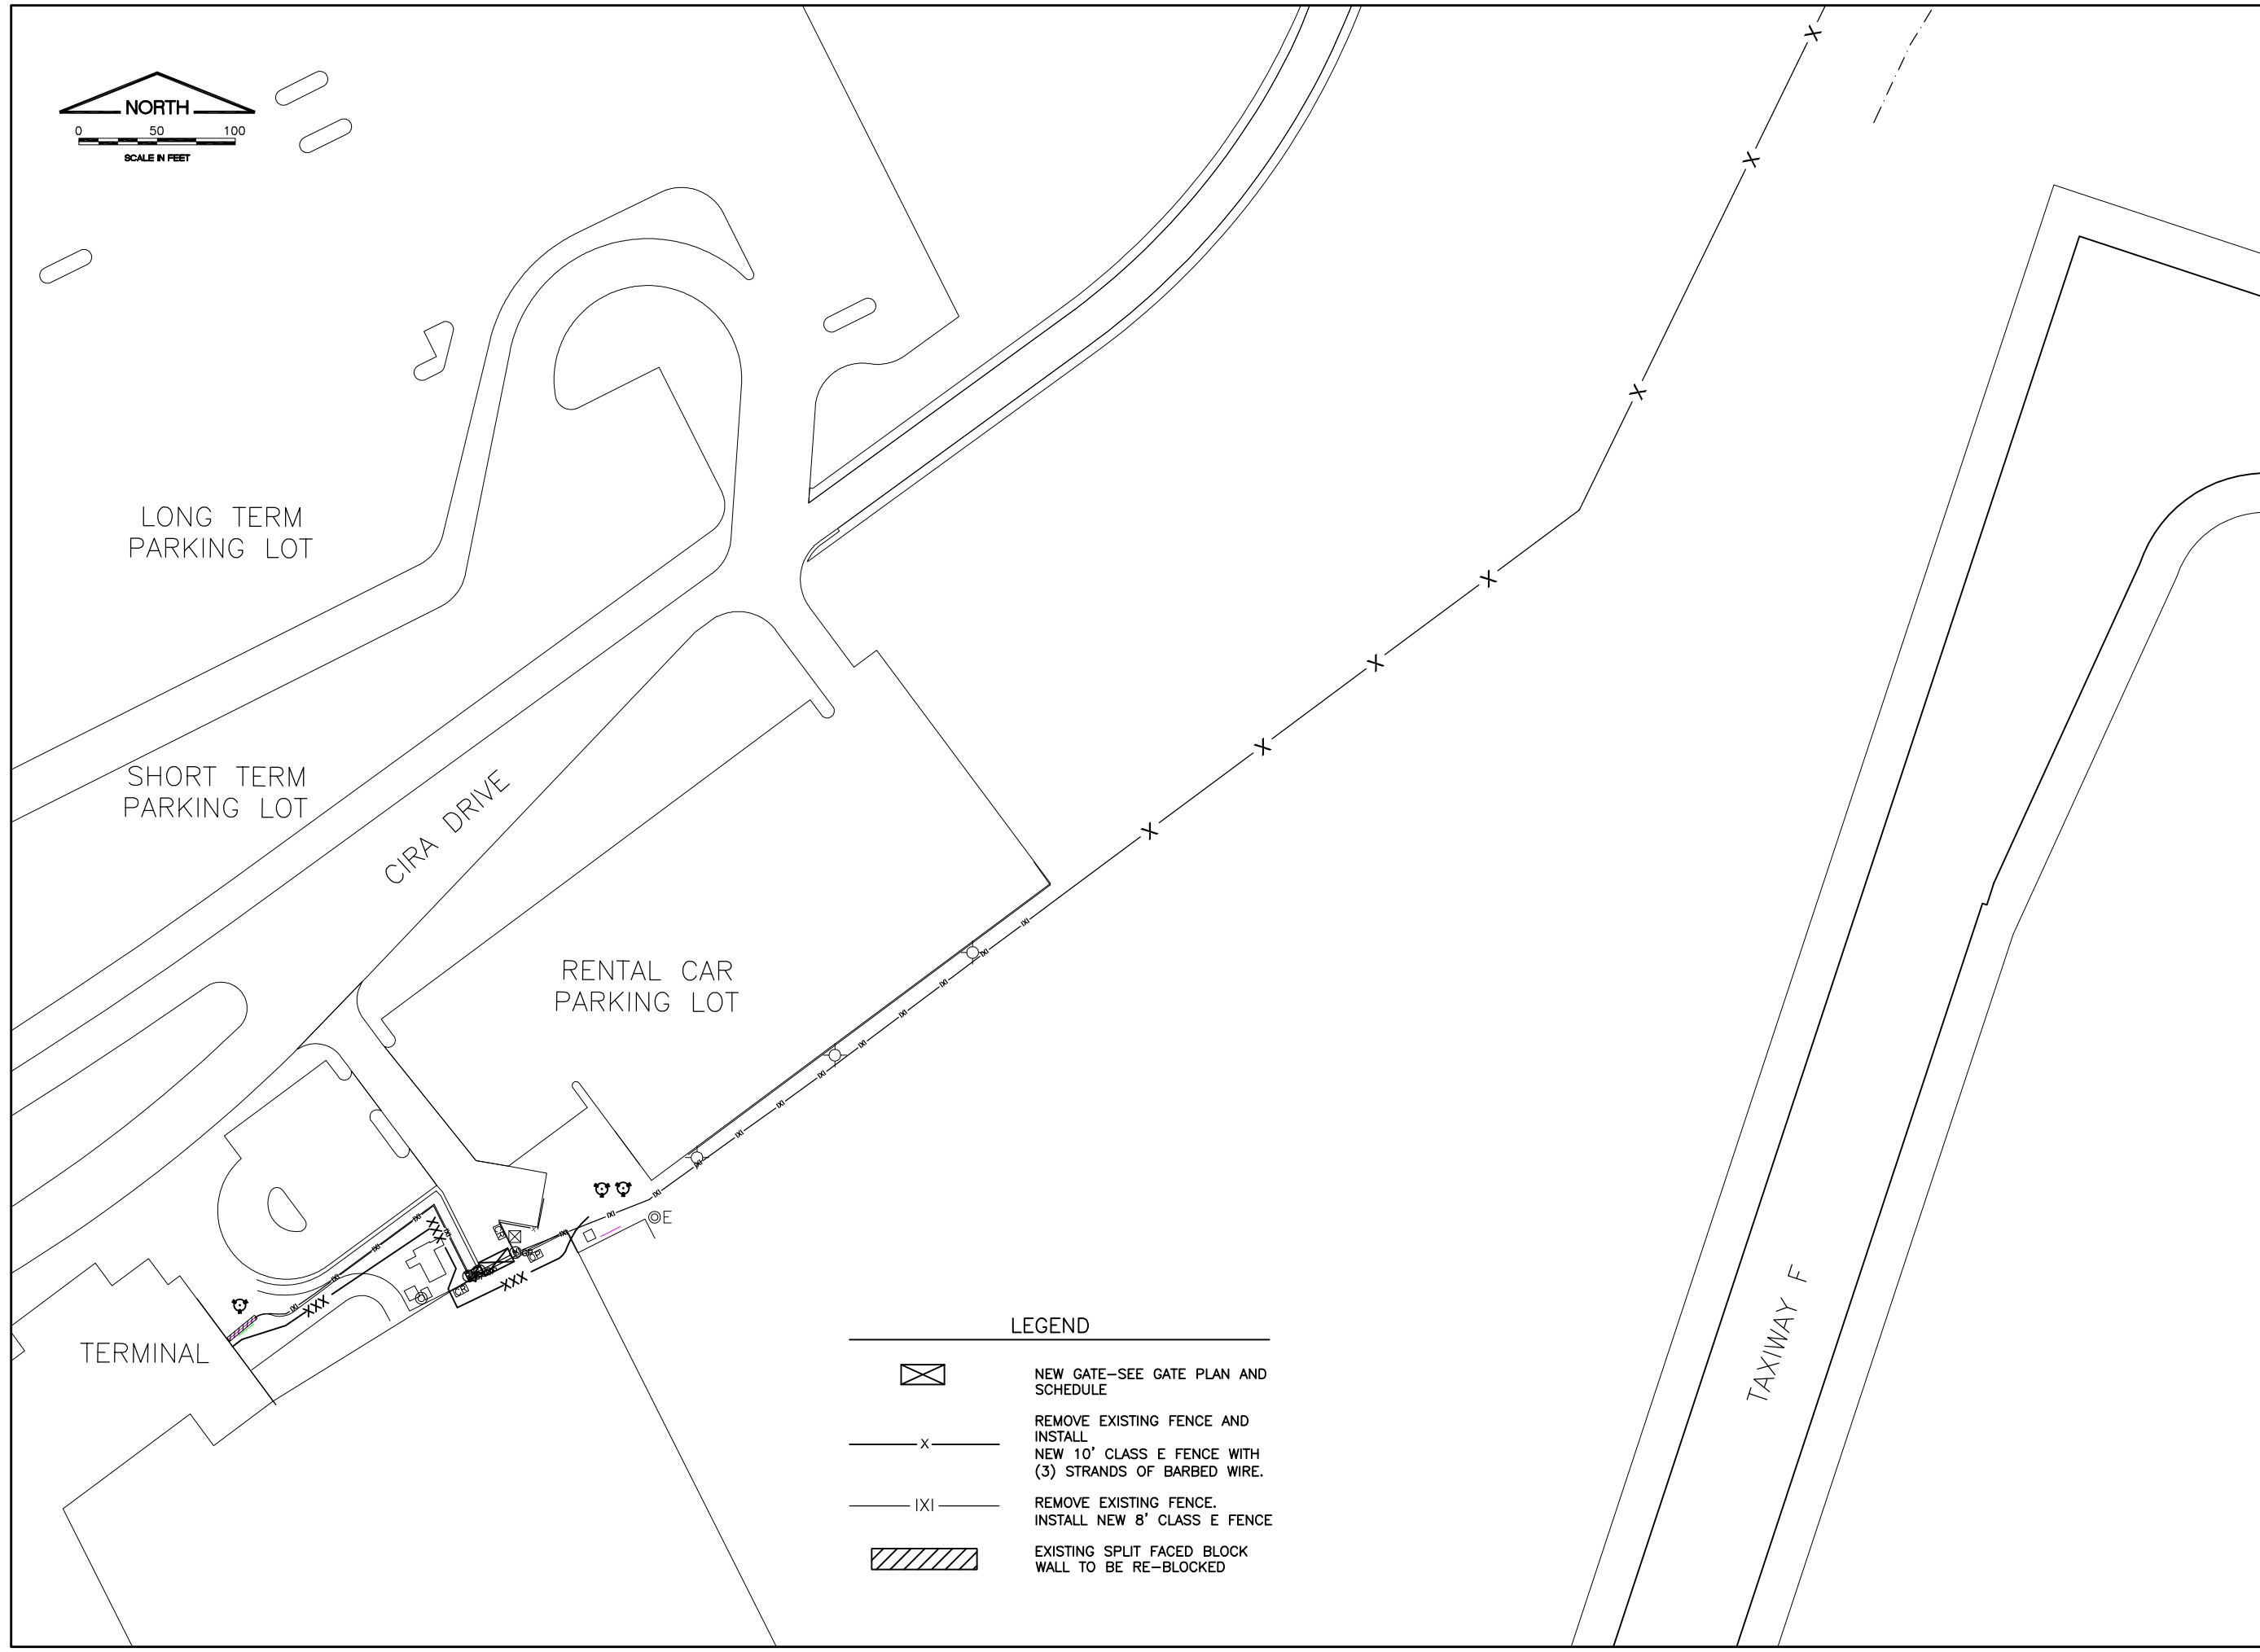 NORTH
0 50 100
SCALE IN FEET
LONG TERM
PARKING LOT
SHORT TERM
PARKING LOT
CIRA DRIVE
RENTAL CAR
PARKING LOT
E
TERMINAL
TAXIWAY F
LEGEND
NEW GATE-SEE GATE PLAN AND
SCHEDULE
X
REMOVE EXISTING FENCE AND
INSTALL
NEW 10' CLASS E FENCE WITH
(3) STRANDS OF BARBED WIRE.
IXI
REMOVE EXISTING FENCE.
INSTALL NEW 8' CLASS E FENCE
EXISTING SPLIT FACED BLOCK
WALL TO BE RE-BLOCKED